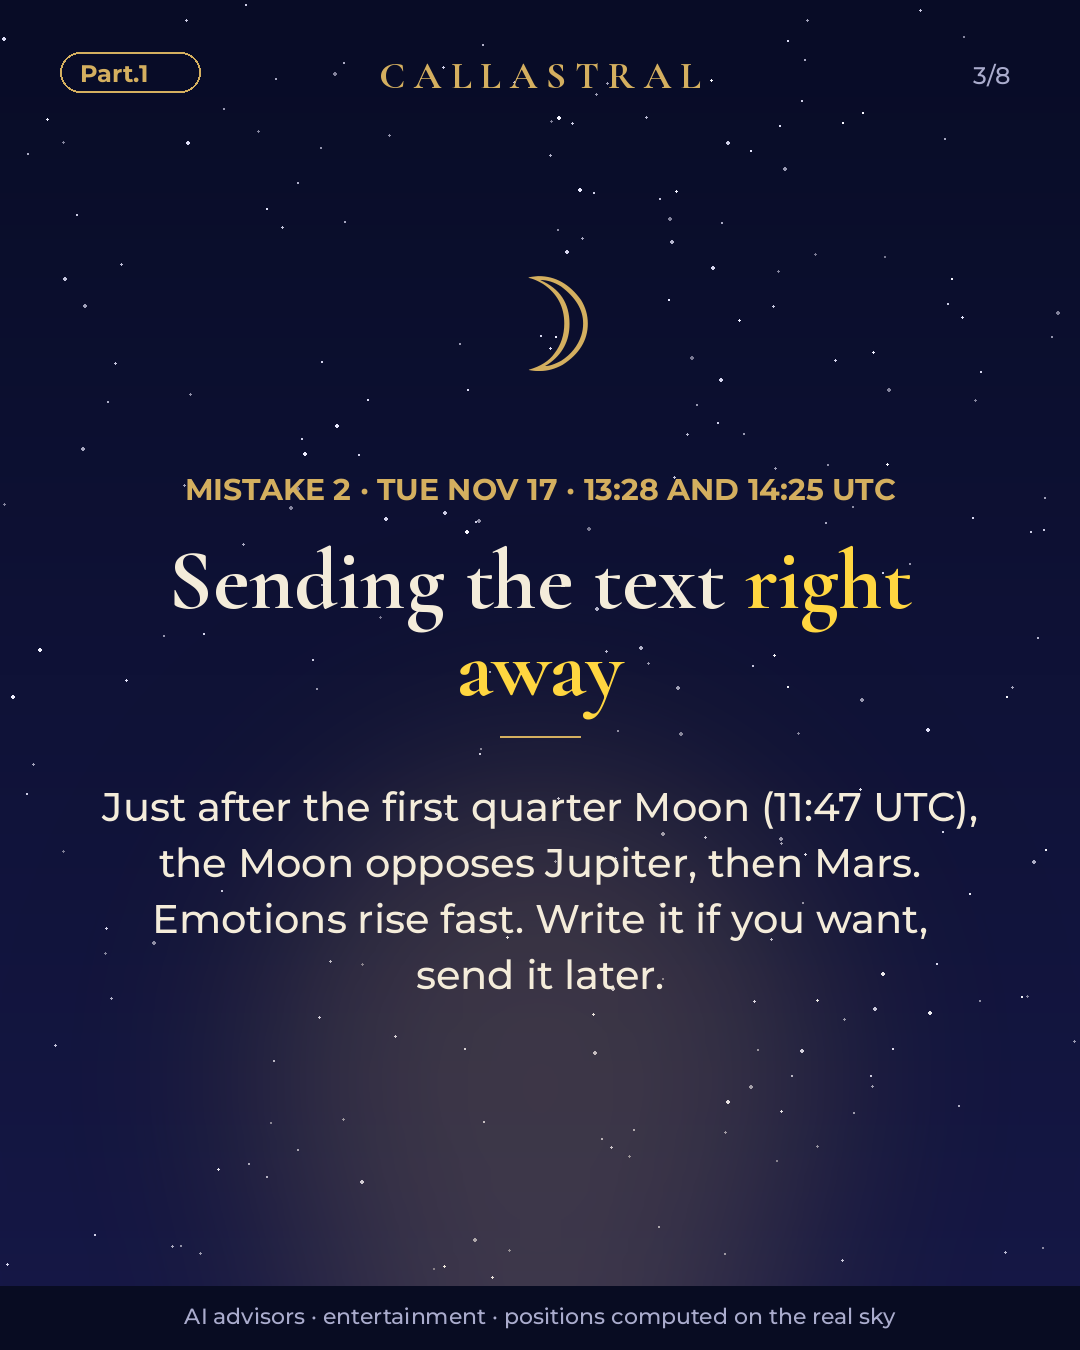 Part.1
CALLASTRAL
3/8
MISTAKE 2 · TUE NOV 17 · 13:28 AND 14:25 UTC
Sending the text right
away
Just after the first quarter Moon (11:47 UTC),
the Moon opposes Jupiter, then Mars.
Emotions rise fast. Write it if you want,
send it later.
AI advisors · entertainment · positions computed on the real sky